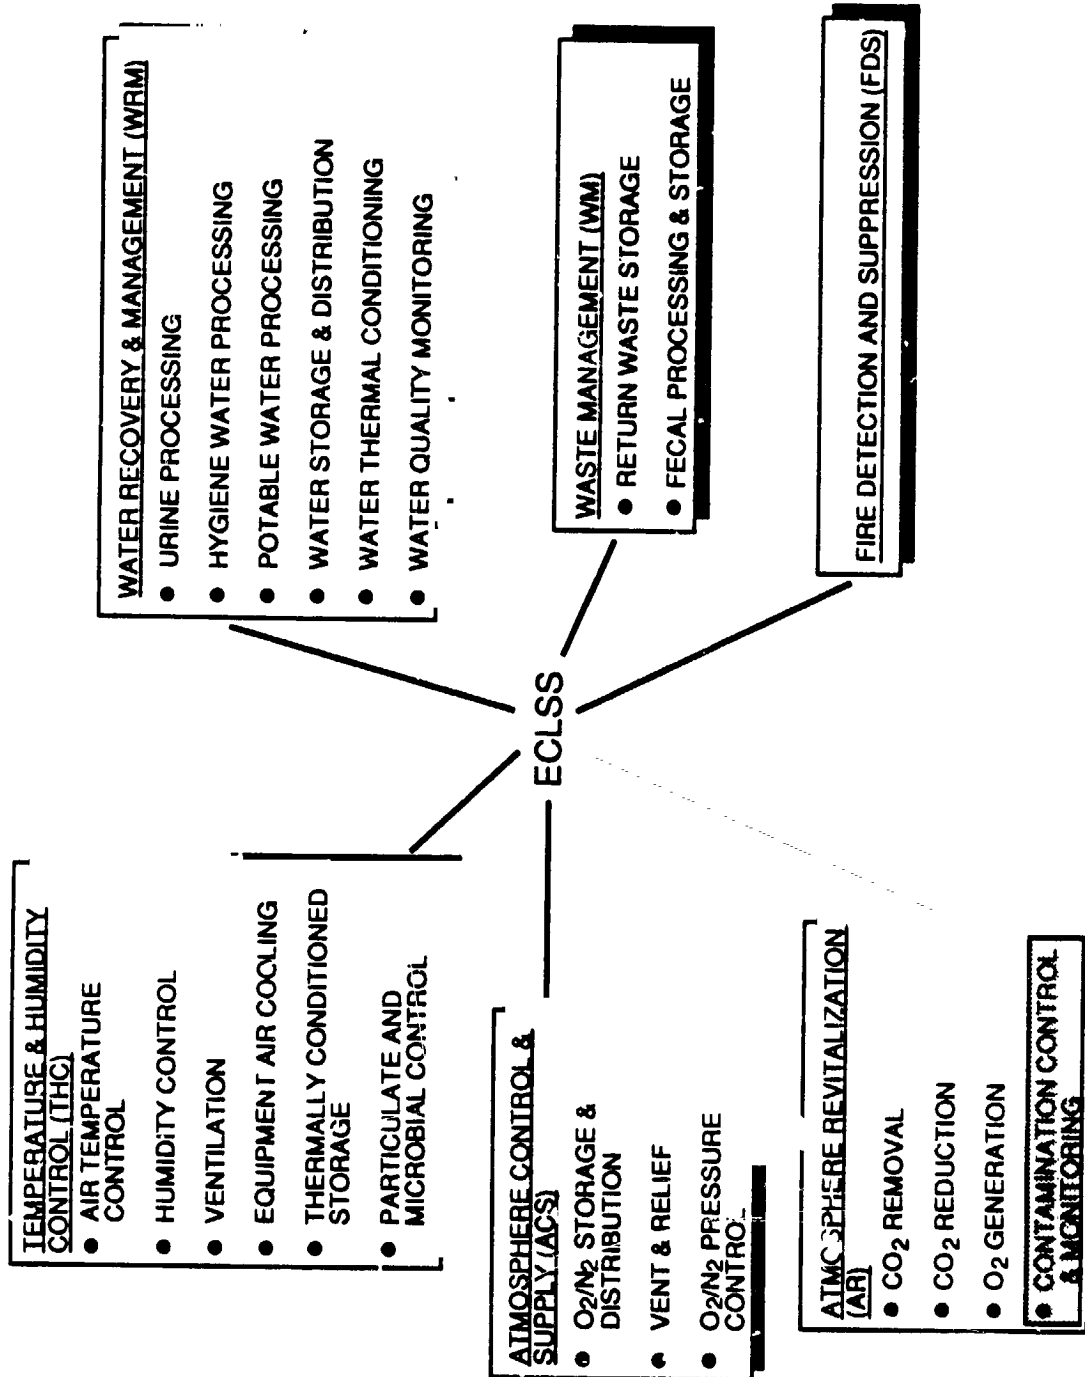 TEMPERATURE & HUMIDITY
CONTROL (THC)
● AIR TEMPERATURE
CONTROL
● HUMIDITY CONTROL
● VENTILATION
● EQUIPMENT AIR COOLING
● THERMALLY CONDITIONED
STORAGE
● PARTICULATE AND
MICROBIAL CONTROL
ATMOSPHERE CONTROL &
SUPPLY (ACS)
● O₂/N₂ STORAGE &
DISTRIBUTION
● VENT & RELIEF
● O₂/N₂ PRESSURE
CONTROL
ATMOSPHERE REVITALIZATION
(AR)
● CO₂ REMOVAL
● CO₂ REDUCTION
● O₂ GENERATION
● CONTAMINATION CONTROL
& MONITORING
ECLSS
WATER RECOVERY & MANAGEMENT (WRM)
● URINE PROCESSING
● HYGIENE WATER PROCESSING
● POTABLE WATER PROCESSING
● WATER STORAGE & DISTRIBUTION
● WATER THERMAL CONDITIONING
● WATER QUALITY MONITORING
WASTE MANAGEMENT (WM)
● RETURN WASTE STORAGE
● FECAL PROCESSING & STORAGE
FIRE DETECTION AND SUPPRESSION (FDS)